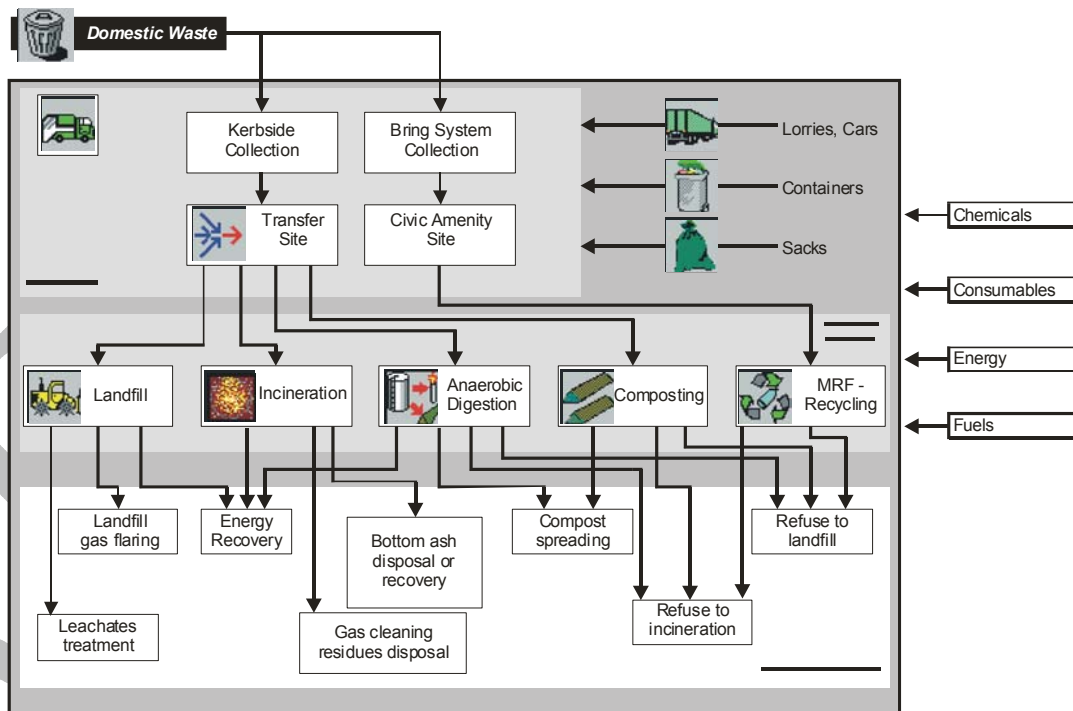 Domestic Waste
Kerbside
Collection
Bring System
Collection
Lorries, Cars
Containers
Sacks
Transfer
Site
Civic Amenity
Site
Chemicals
Consumables
Energy
Fuels
Landfill
Incineration
Anaerobic
Digestion
Composting
MRF -
Recycling
Landfill
gas flaring
Energy
Recovery
Bottom ash
disposal or
recovery
Compost
spreading
Refuse to
landfill
Leachates
treatment
Gas cleaning
residues disposal
Refuse to
incineration